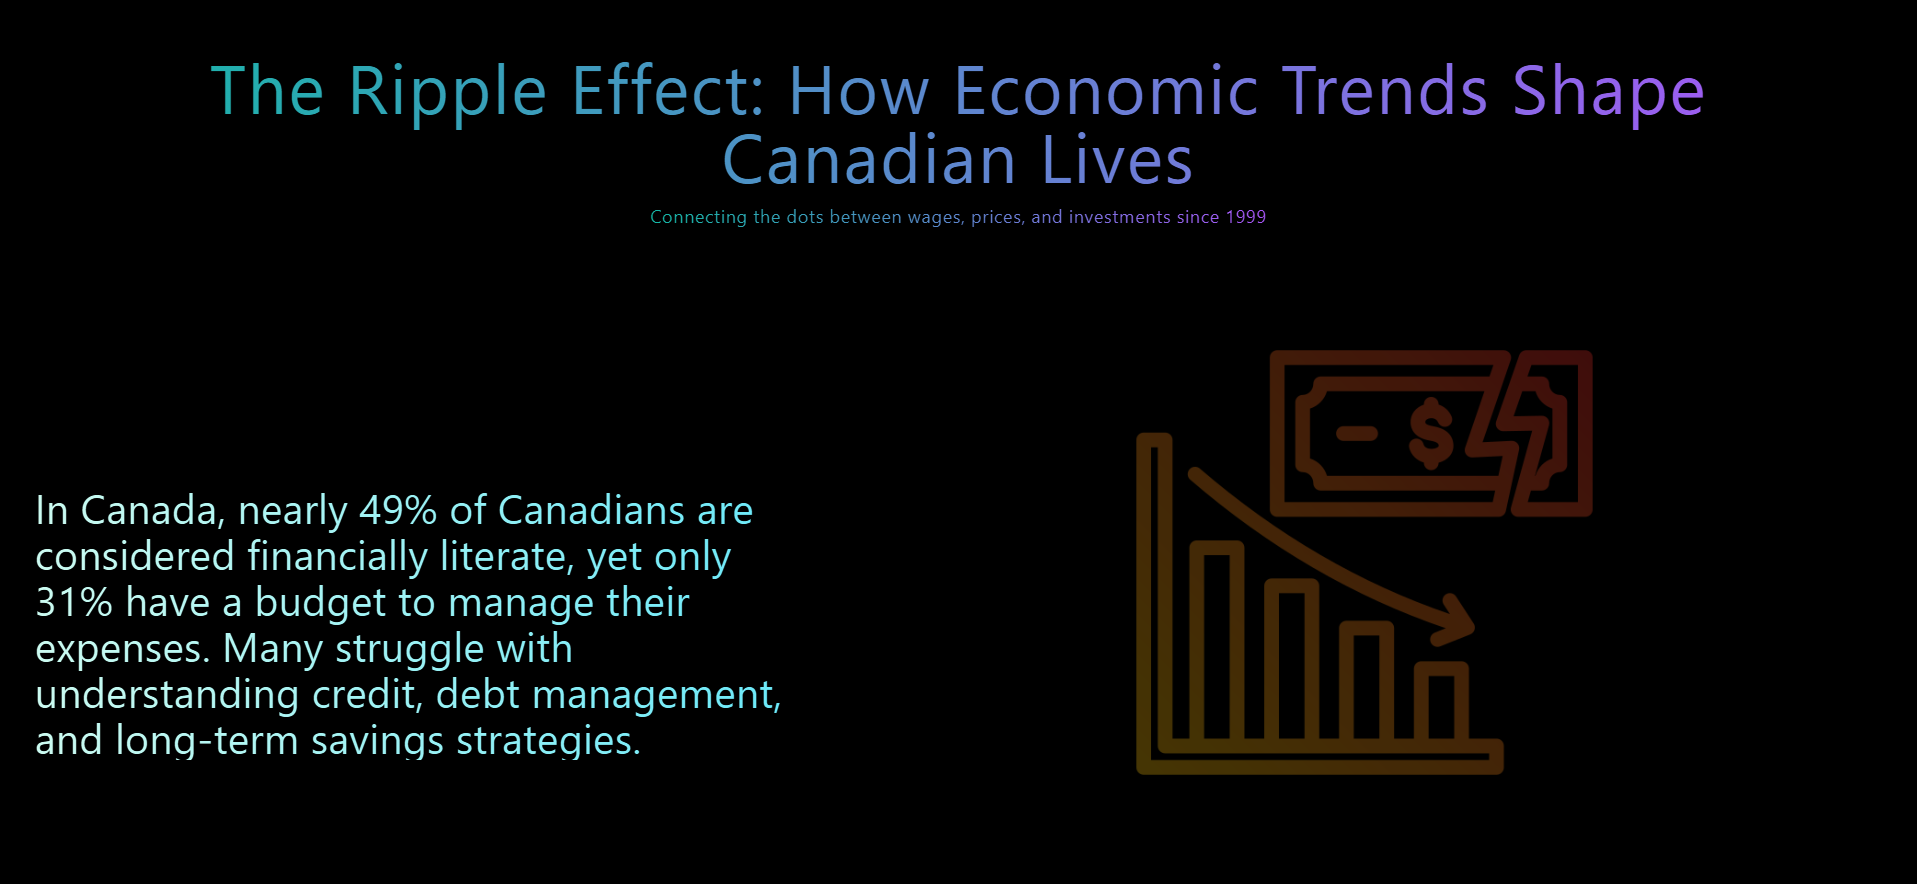 The Ripple Effect: How Economic Trends Shape
Canadian Lives
Connecting the dots between wages, prices, and investments since 1999
- $
In Canada, nearly 49% of Canadians are
considered financially literate, yet only
31% have a budget to manage their
expenses. Many struggle with
understanding credit, debt management,
and long-term savings strategies.